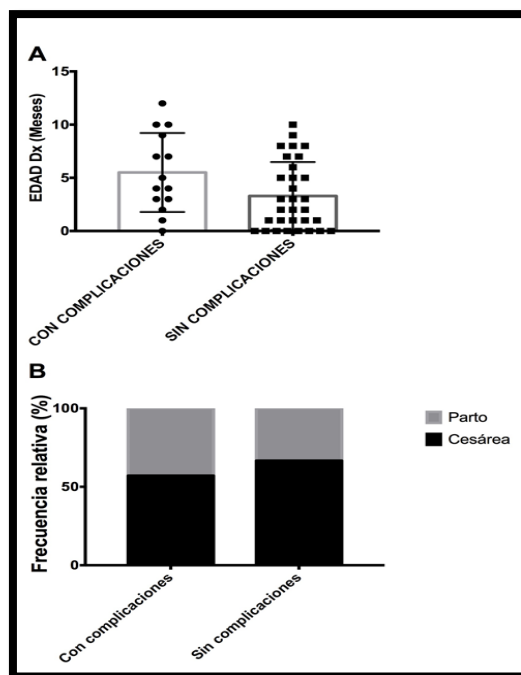 A
EDAD Dx (Meses)
15
10
5
0
CON COMPLICACIONES
SIN COMPLICACIONES
B
Frecuencia relativa (%)
100
50
0
Con complicaciones
Sin complicaciones
Parto
Cesárea